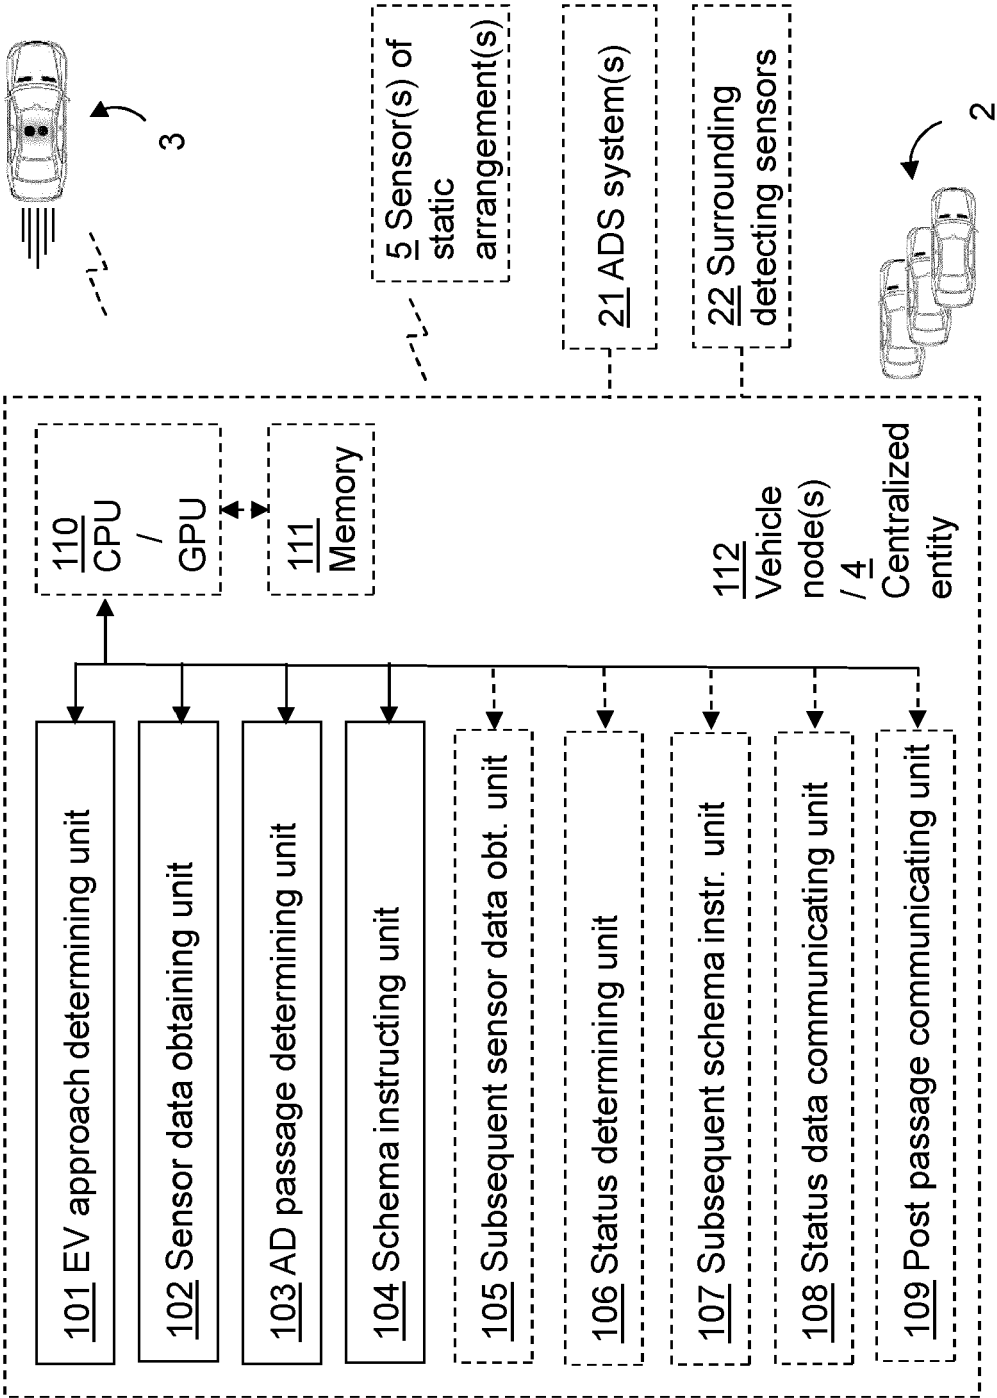 101 EV approach determining unit
102 Sensor data obtaining unit
103 AD passage determining unit
104 Schema instructing unit
105 Subsequent sensor data obt. unit
106 Status determining unit
107 Subsequent schema instr. unit
108 Status data communicating unit
109 Post passage communicating unit
110
CPU
/
GPU
111
Memory
112
Vehicle
node(s)
/ 4
Centralized
entity
3
5 Sensor(s) of
static
arrangement(s)
21 ADS system(s)
22 Surrounding
detecting sensors
2